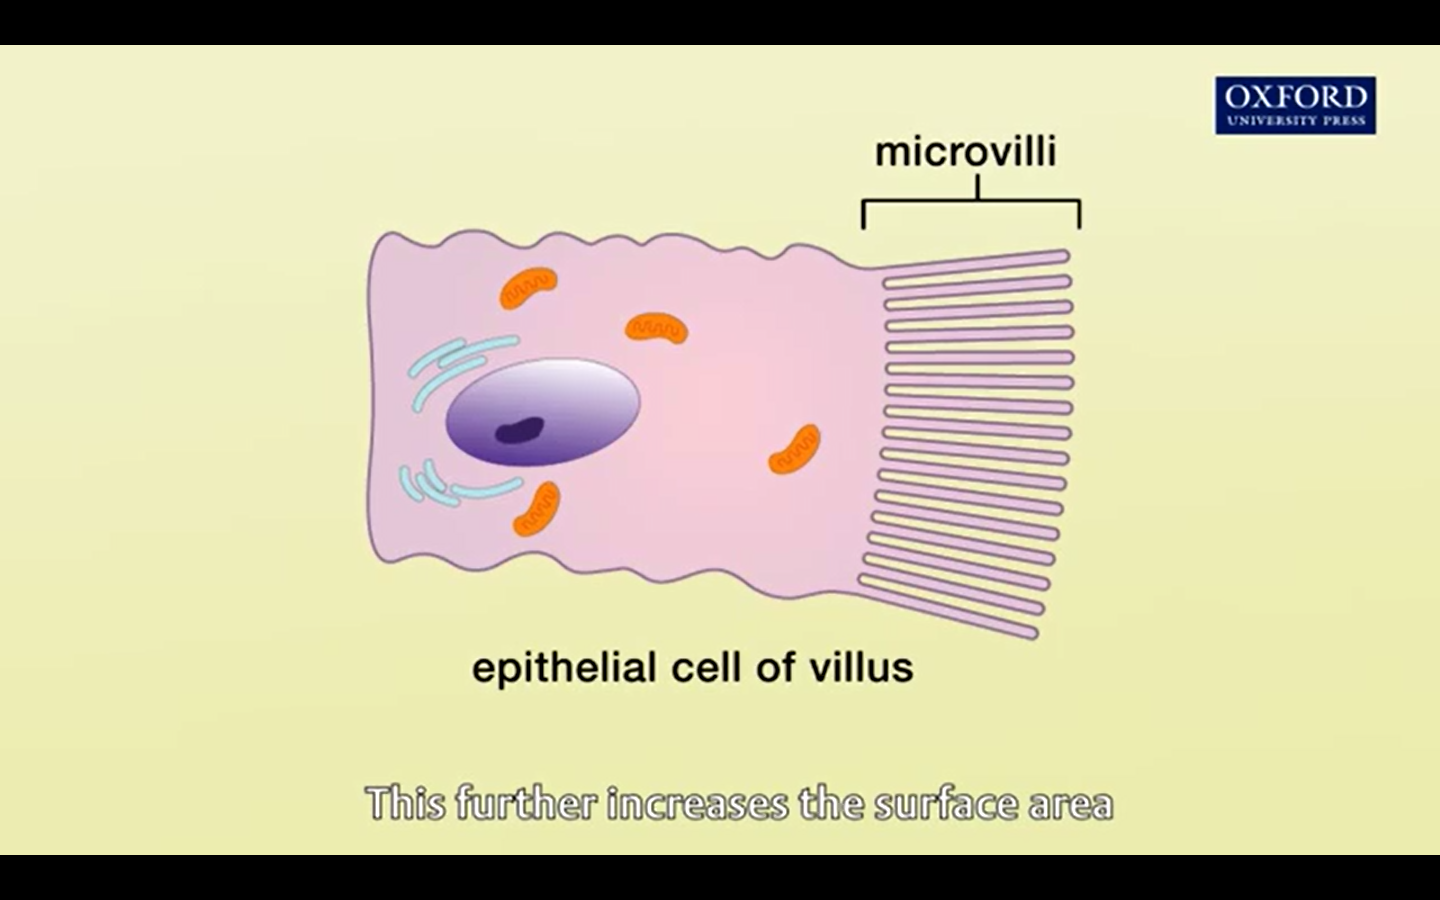 OXFORD
UNIVERSITY PRESS
microvilli
epithelial cell of villus
This further increases the surface area